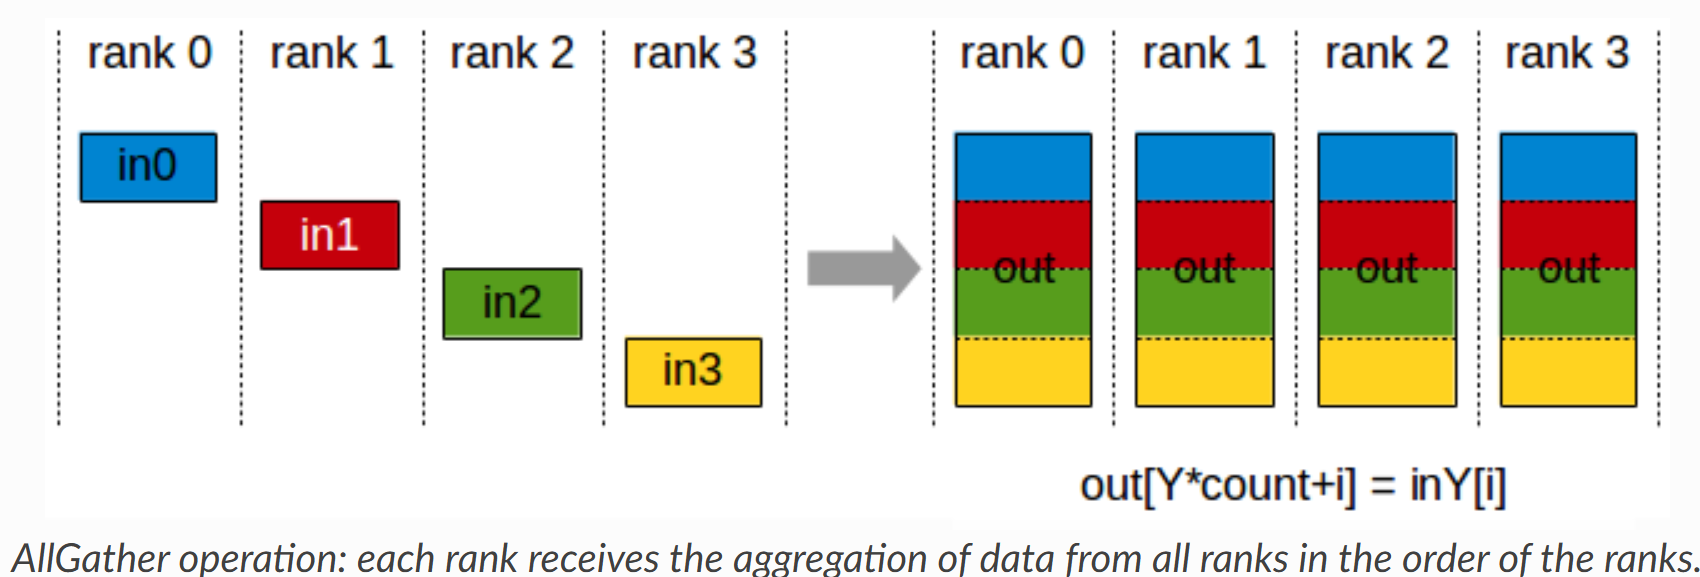 rank 0 rank 1 rank 2 rank 3 rank 0 rank 1 rank 2 rank 3
in0
in1
in2
in3
out out out out
out[Y*count+i] = inY[i]
AllGather operation: each rank receives the aggregation of data from all ranks in the order of the ranks.